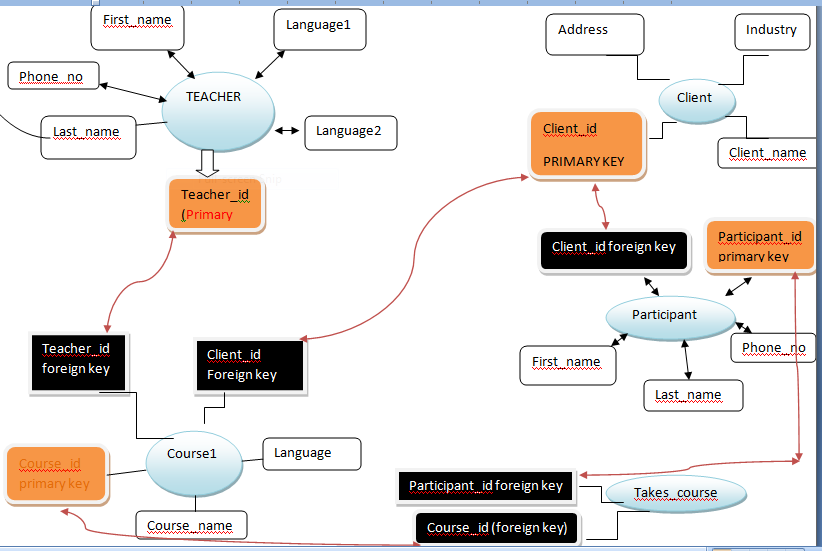 First_name
Language1
Address
Industry
Phone_no
TEACHER
Client
Last_name
Language2
Client_id
PRIMARY KEY
Client_name
Teacher_id
(Primary
Client_id foreign key
Participant_id
primary key
Participant
Teacher_id
foreign key
Client_id
Foreign key
Phone_no
First_name
Last_name
Course1
Language
Course_id
primary key
Participant_id foreign key
Takes_course
Course_name
Course_id (foreign key)